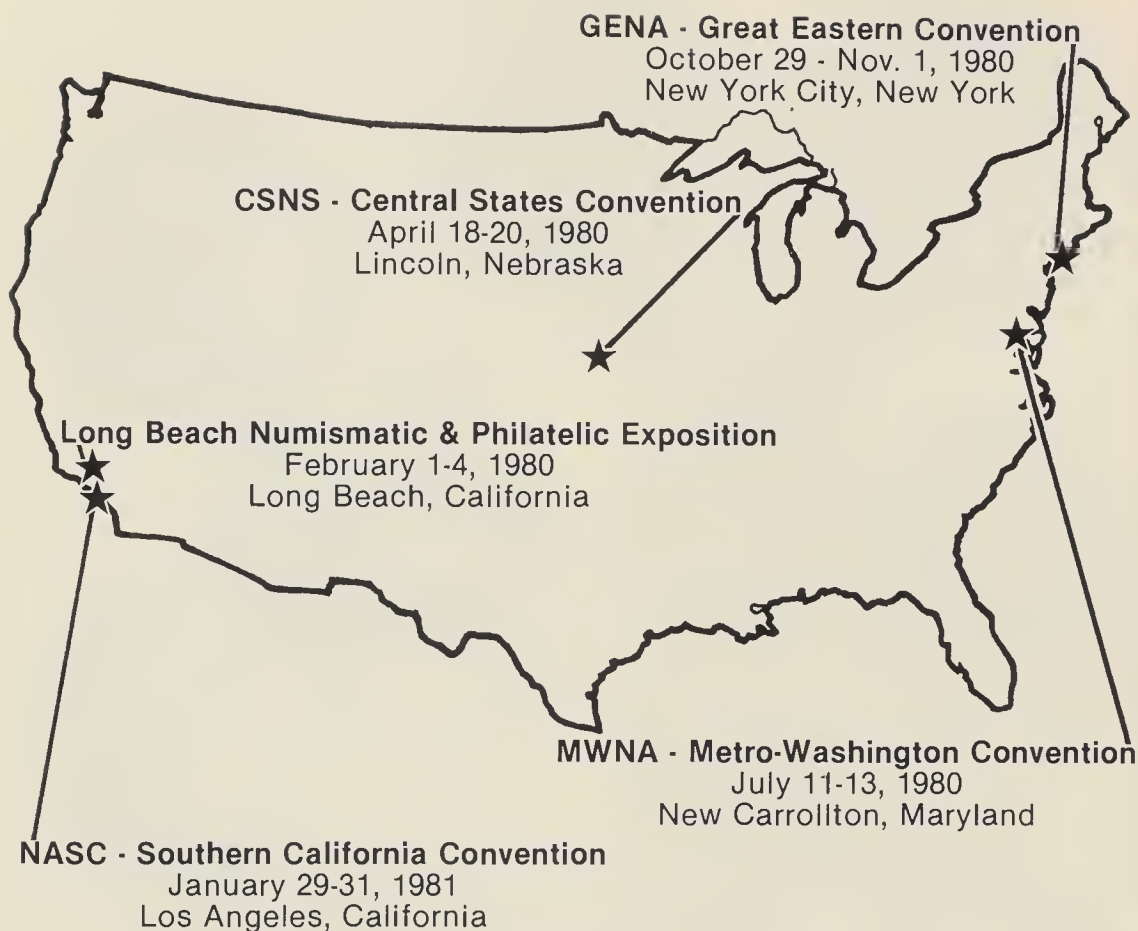 GENA - Great Eastern Convention
October 29 - Nov. 1, 1980
New York City, New York
CSNS - Central States Convention
April 18-20, 1980
Lincoln, Nebraska
Long Beach Numismatic & Philatelic Exposition
February 1-4, 1980
Long Beach, California
MWNA - Metro-Washington Convention
July 11-13, 1980
New Carrollton, Maryland
NASC - Southern California Convention
January 29-31, 1981
Los Angeles, California